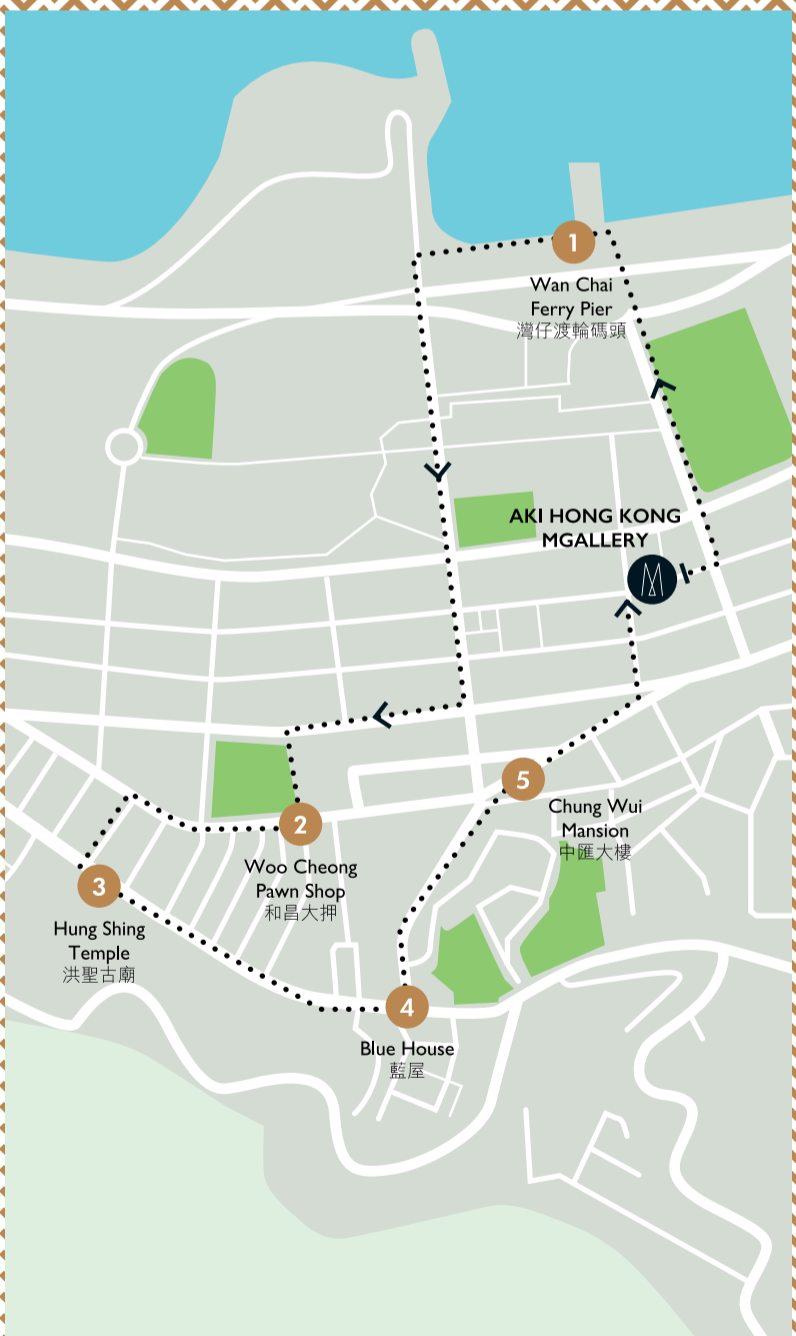 1
Wan Chai
Ferry Pier
灣仔渡輪碼頭
AKI HONG KONG
MGALLERY
5
Chung Wui
Mansion
中匯大樓
2
Woo Cheong
Pawn Shop
和昌大押
3
Hung Shing
Temple
洪聖古廟
4
Blue House
藍屋